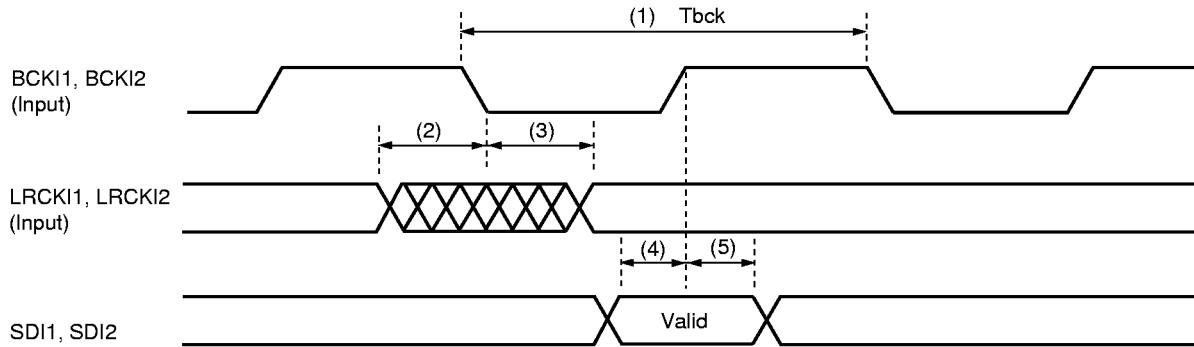 (1) Tbck
BCKI1, BCKI2
(Input)
(2)
(3)
LRCKI1, LRCKI2
(Input)
(4)
(5)
Valid
SDI1, SDI2